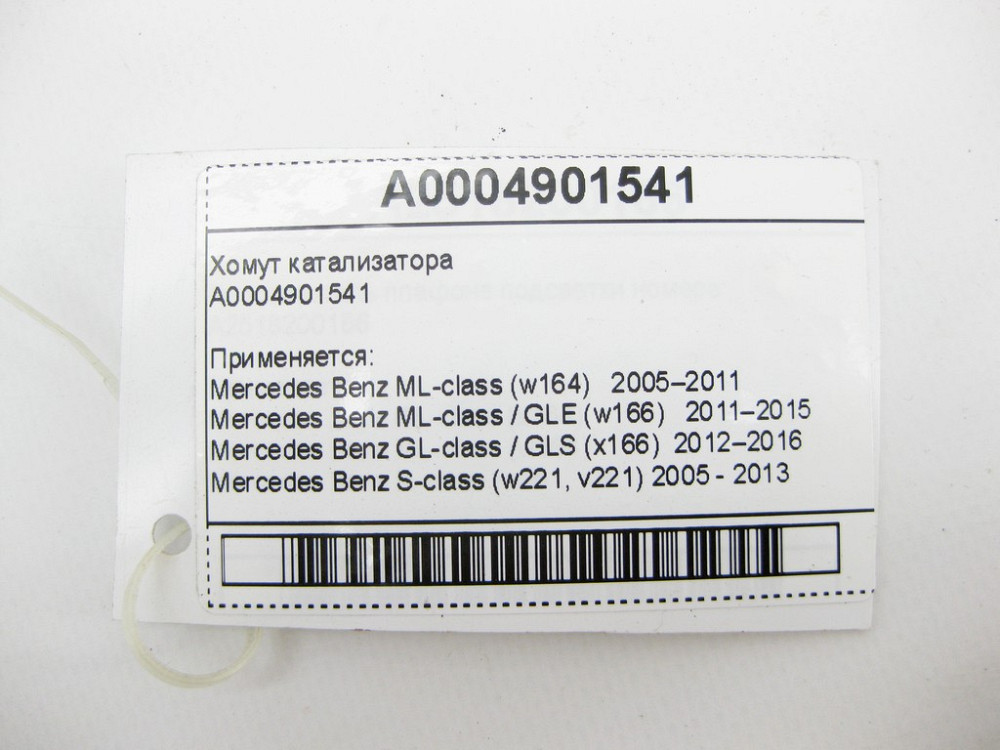 A0004901541
Хомут катализатора
A0004901541
Применяется:
Mercedes Benz ML-class (w164) 2005–2011
Mercedes Benz ML-class / GLE (w166) 2011–2015
Mercedes Benz GL-class / GLS (x166) 2012–2016
Mercedes Benz S-class (w221, v221) 2005 - 2013